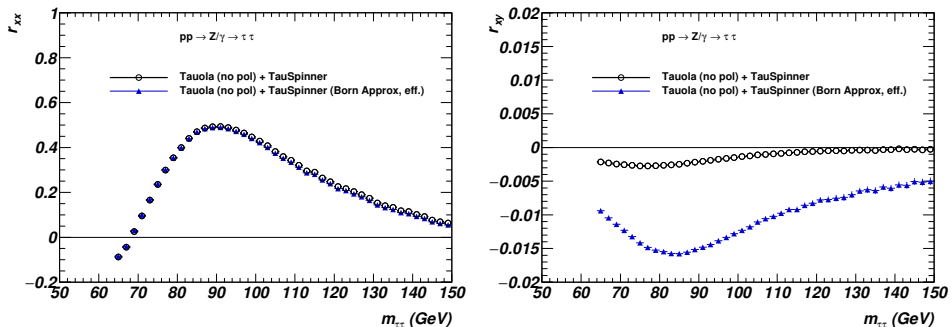 r_xx
pp → Z/γ → τ τ
Tauola (no pol) + TauSpinner
Tauola (no pol) + TauSpinner (Born Approx, eff.)
1
0.8
0.6
0.4
0.2
0
−0.2
50 60 70 80 90 100 110 120 130 140 150
m_ττ (GeV)
r_xy
pp → Z/γ → τ τ
Tauola (no pol) + TauSpinner
Tauola (no pol) + TauSpinner (Born Approx, eff.)
0.02
0.015
0.01
0.005
0
−0.005
−0.01
−0.015
−0.02
50 60 70 80 90 100 110 120 130 140 150
m_ττ (GeV)